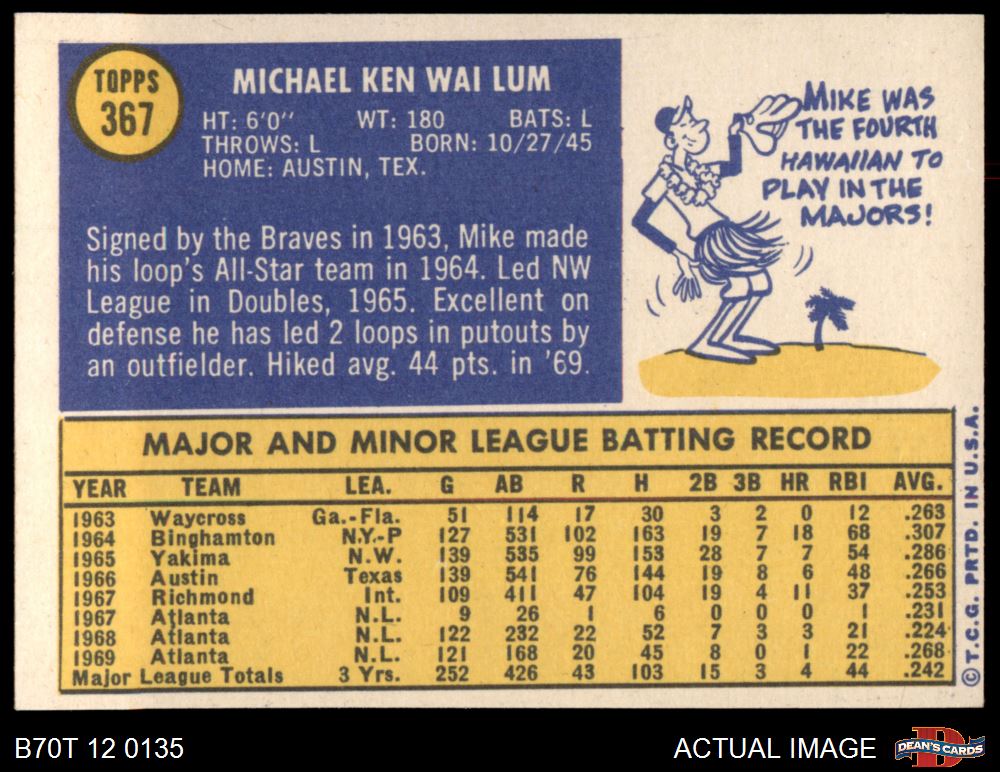 TOPPS
367
MICHAEL KEN WAI LUM
HT: 6'0" WT: 180 BATS: L
THROWS: L BORN: 10/27/45
HOME: AUSTIN, TEX.
Signed by the Braves in 1963, Mike made
his loop's All-Star team in 1964. Led NW
League in Doubles, 1965. Excellent on
defense he has led 2 loops in putouts by
an outfielder. Hiked avg. 44 pts. in '69.
MIKE WAS
THE FOURTH
HAWAIIAN TO
PLAY IN THE
MAJORS!
MAJOR AND MINOR LEAGUE BATTING RECORD
YEAR TEAM LEA. G AB R H 2B 3B HR RBI AVG.
1963 Waycross Ga.-Fla. 51 114 17 30 3 2 0 12 .263
1964 Binghamton N.Y.-P 127 531 102 163 19 7 18 68 .307
1965 Yakima N.W. 139 535 99 153 28 7 7 54 .286
1966 Austin Texas 139 541 76 144 19 8 6 48 .266
1967 Richmond Int. 109 411 47 104 19 4 11 37 .253
1967 Atlanta N.L. 9 26 1 6 0 0 0 1 .231
1968 Atlanta N.L. 122 232 22 52 7 3 3 21 .224
1969 Atlanta N.L. 121 168 20 45 8 0 1 22 .268
Major League Totals 3 Yrs. 252 426 43 103 15 3 4 44 .242
©T.C.G. PRTD. IN U.S.A.
B70T 12 0135 ACTUAL IMAGE DEAN'S CARDS